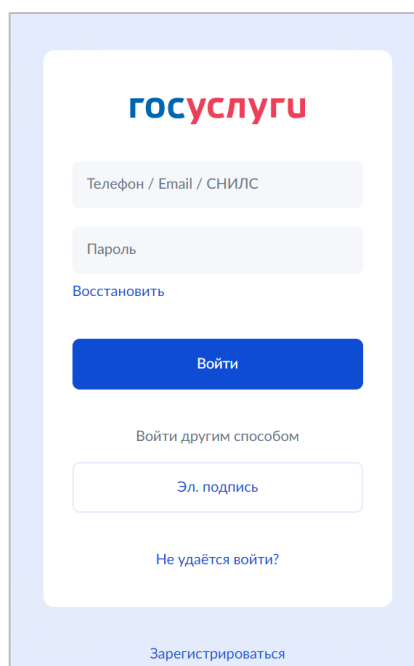 госуслуги
Телефон / Email / СНИЛС
Пароль
Восстановить
Войти
Войти другим способом
Эл. подпись
Не удаётся войти?
Зарегистрироваться